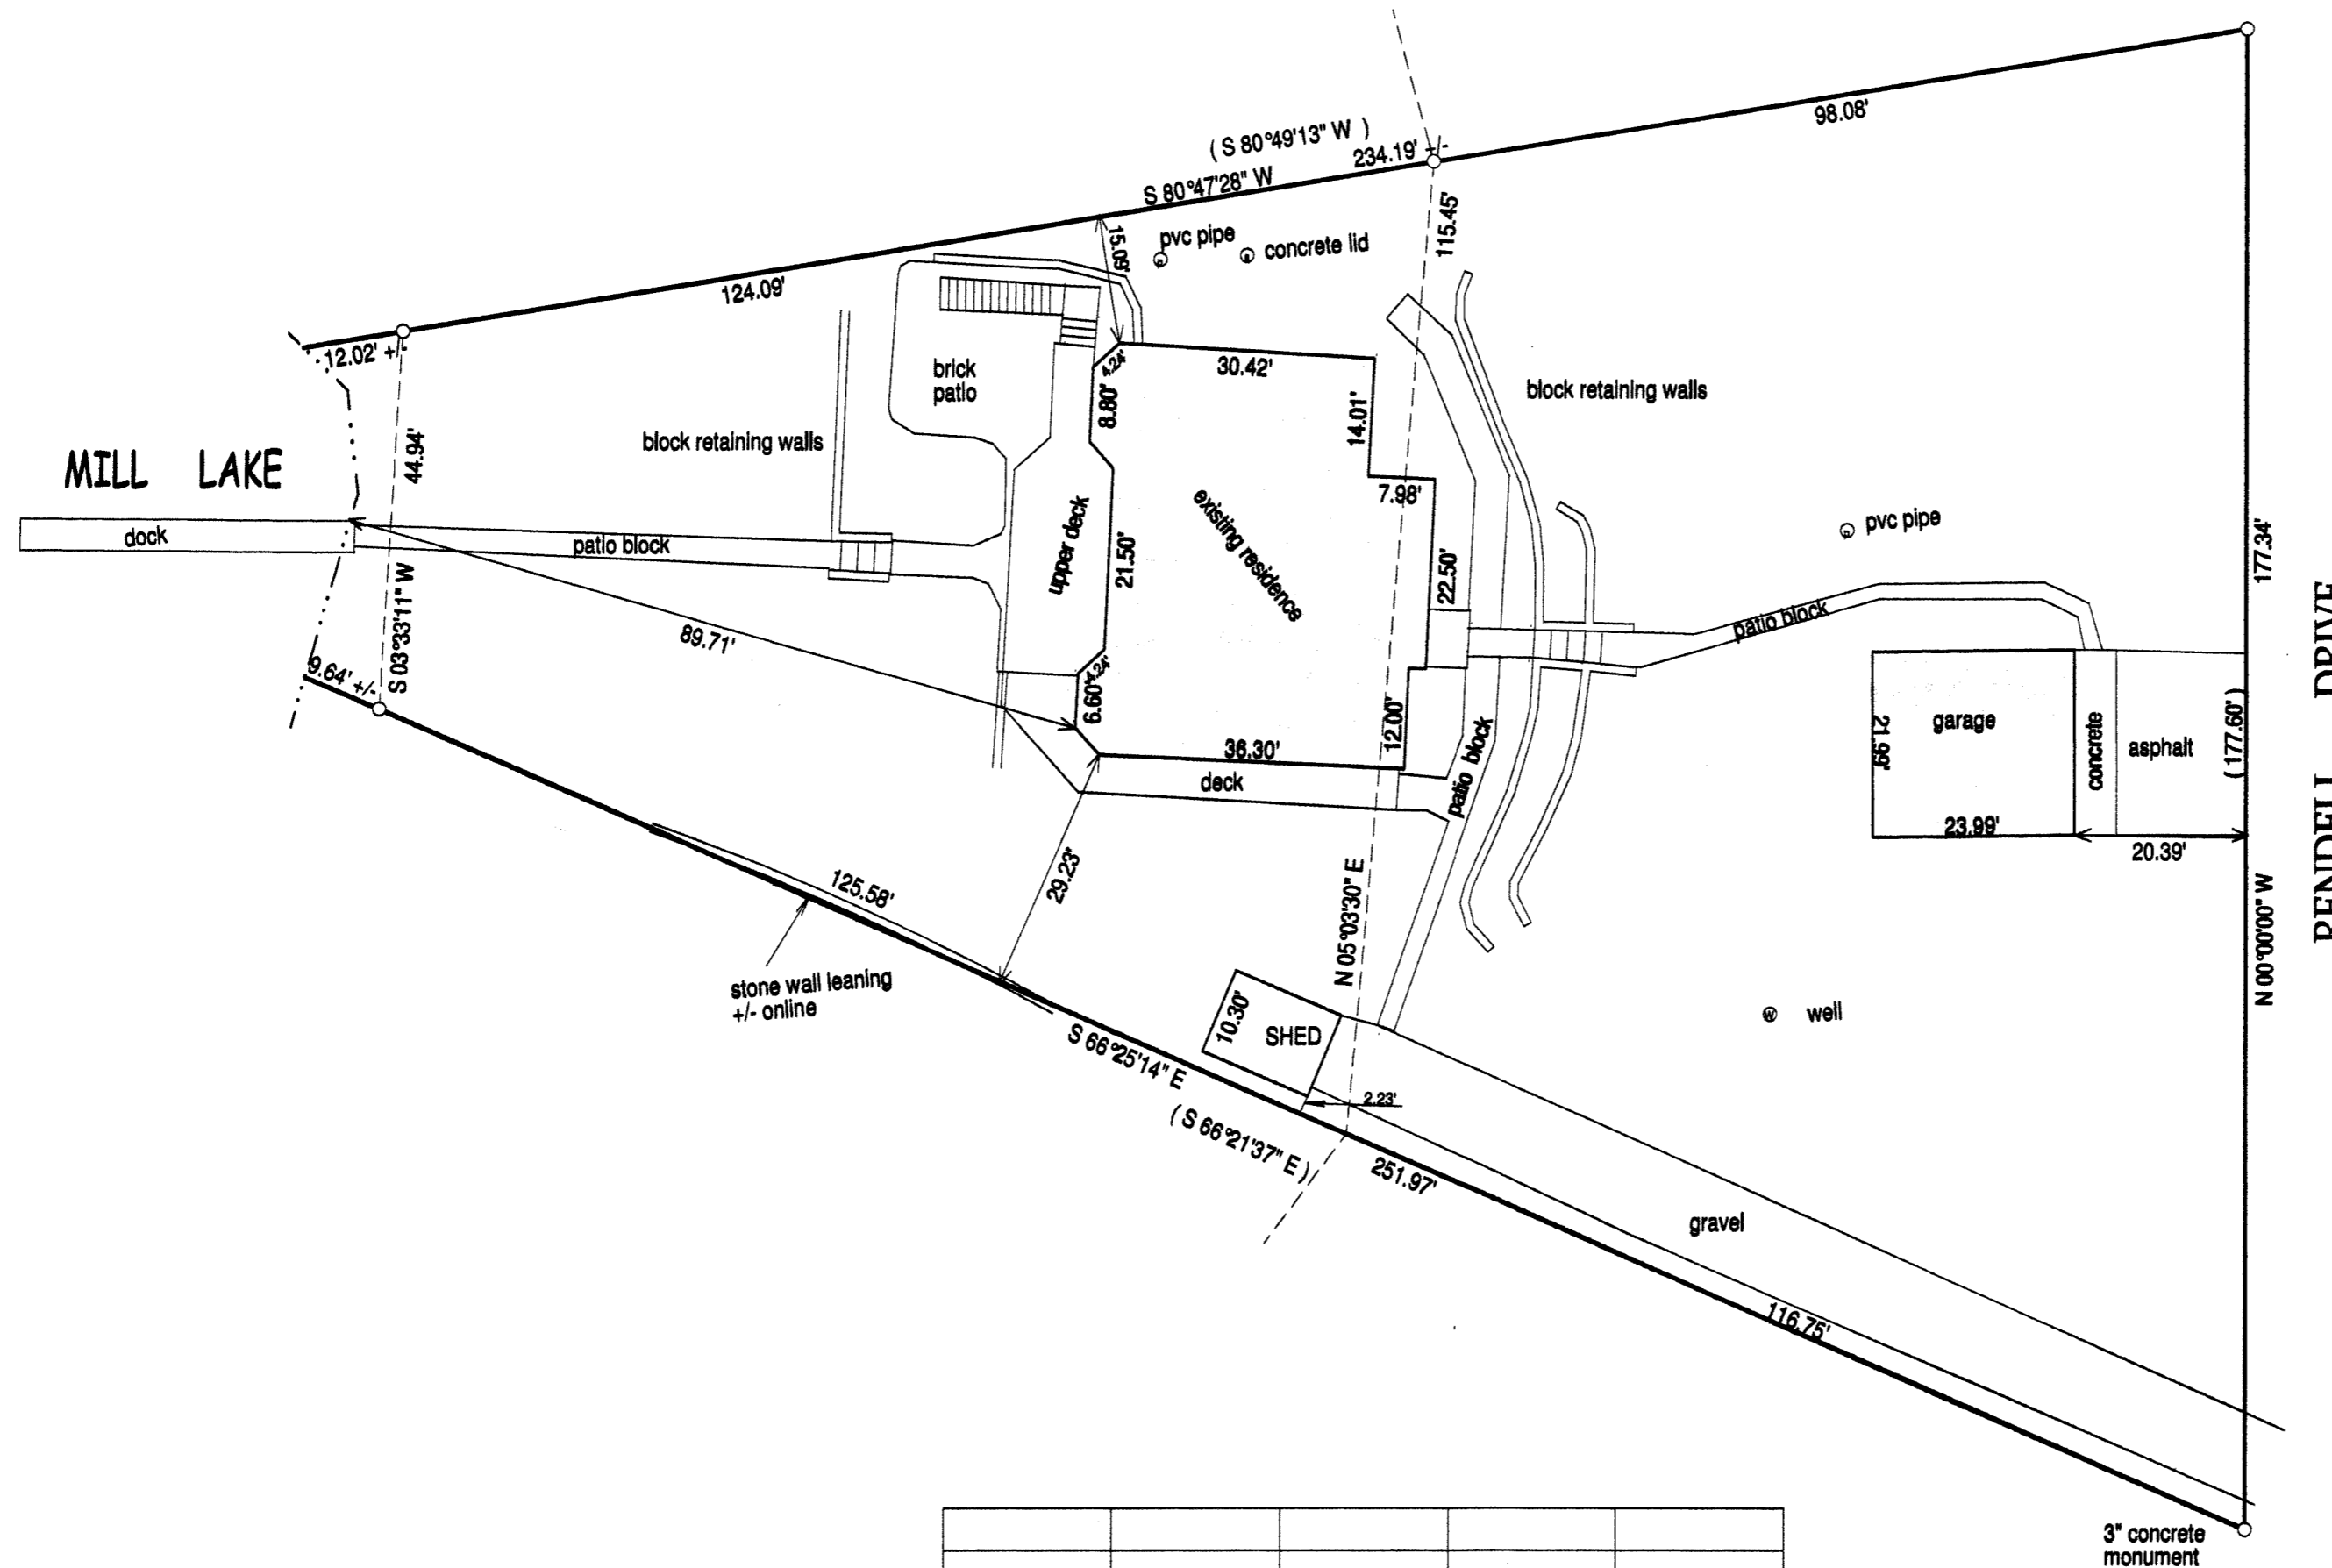 98.08'
( S 80°49'13" W )
234.19' +/-
S 80°47'28" W
115.45'
15.09'
pvc pipe
concrete lid
124.09'
12.02' +/-
4.24'
30.42'
brick
patio
8.80'
14.01'
block retaining walls
block retaining walls
44.94'
MILL LAKE
7.98'
existing residence
upper deck
21.50'
22.50'
dock
patio block
pvc pipe
177.34'
S 03°33'11" W
89.71'
patio block
RENDELL DRIVE
9.64' +/-
4.24'
6.60'
12.00'
36.30'
deck
patio block
21.99'
garage
concrete
asphalt
( 177.60' )
23.99'
20.39'
29.23'
125.58'
N 05°03'30" E
N 00°00'00" W
stone wall leaning
+/- online
10.30'
SHED
well
S 66°25'14" E
2.23'
( S 66°21'37" E )
251.97'
gravel
116.75'
3" concrete
monument